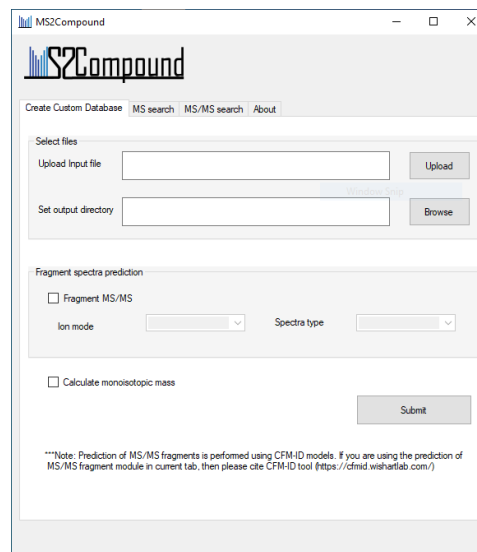 MS2Compound
MS2Compound
Create Custom Database MS search MS/MS search About
Select files
Upload Input file Upload
Window Snip
Set output directory Browse
Fragment spectra prediction
Fragment MS/MS
Ion mode Spectra type
Calculate monoisotopic mass
Submit
***Note: Prediction of MS/MS fragments is performed using CFM-ID models. If you are using the prediction of
MS/MS fragment module in current tab, then please cite CFM-ID tool (https://cfmid.wishartlab.com/)